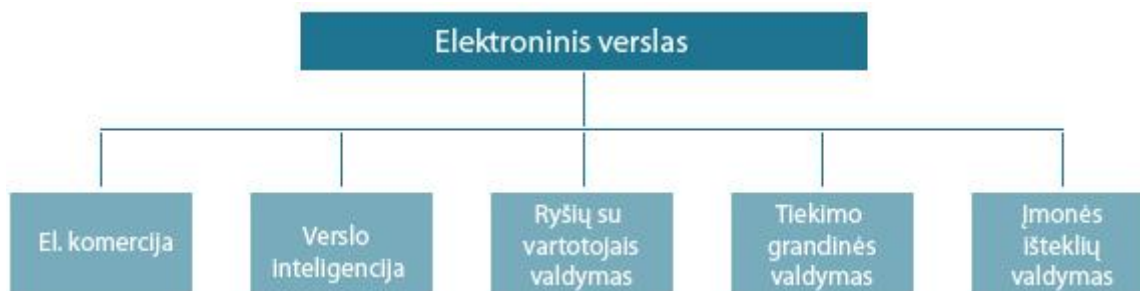 Elektroninis verslas
El. komercija
Verslo
inteligencija
Ryšių su
vartotojais
valdymas
Tiekimo
grandinės
valdymas
Įmonės
išteklių
valdymas